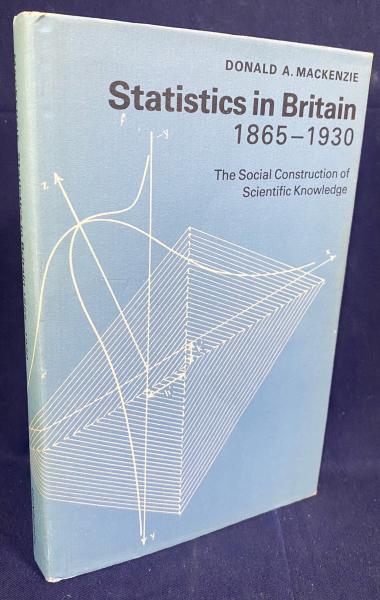 DONALD A. MACKENZIE
Statistics in Britain
1865–1930
The Social Construction of
Scientific Knowledge
z
y